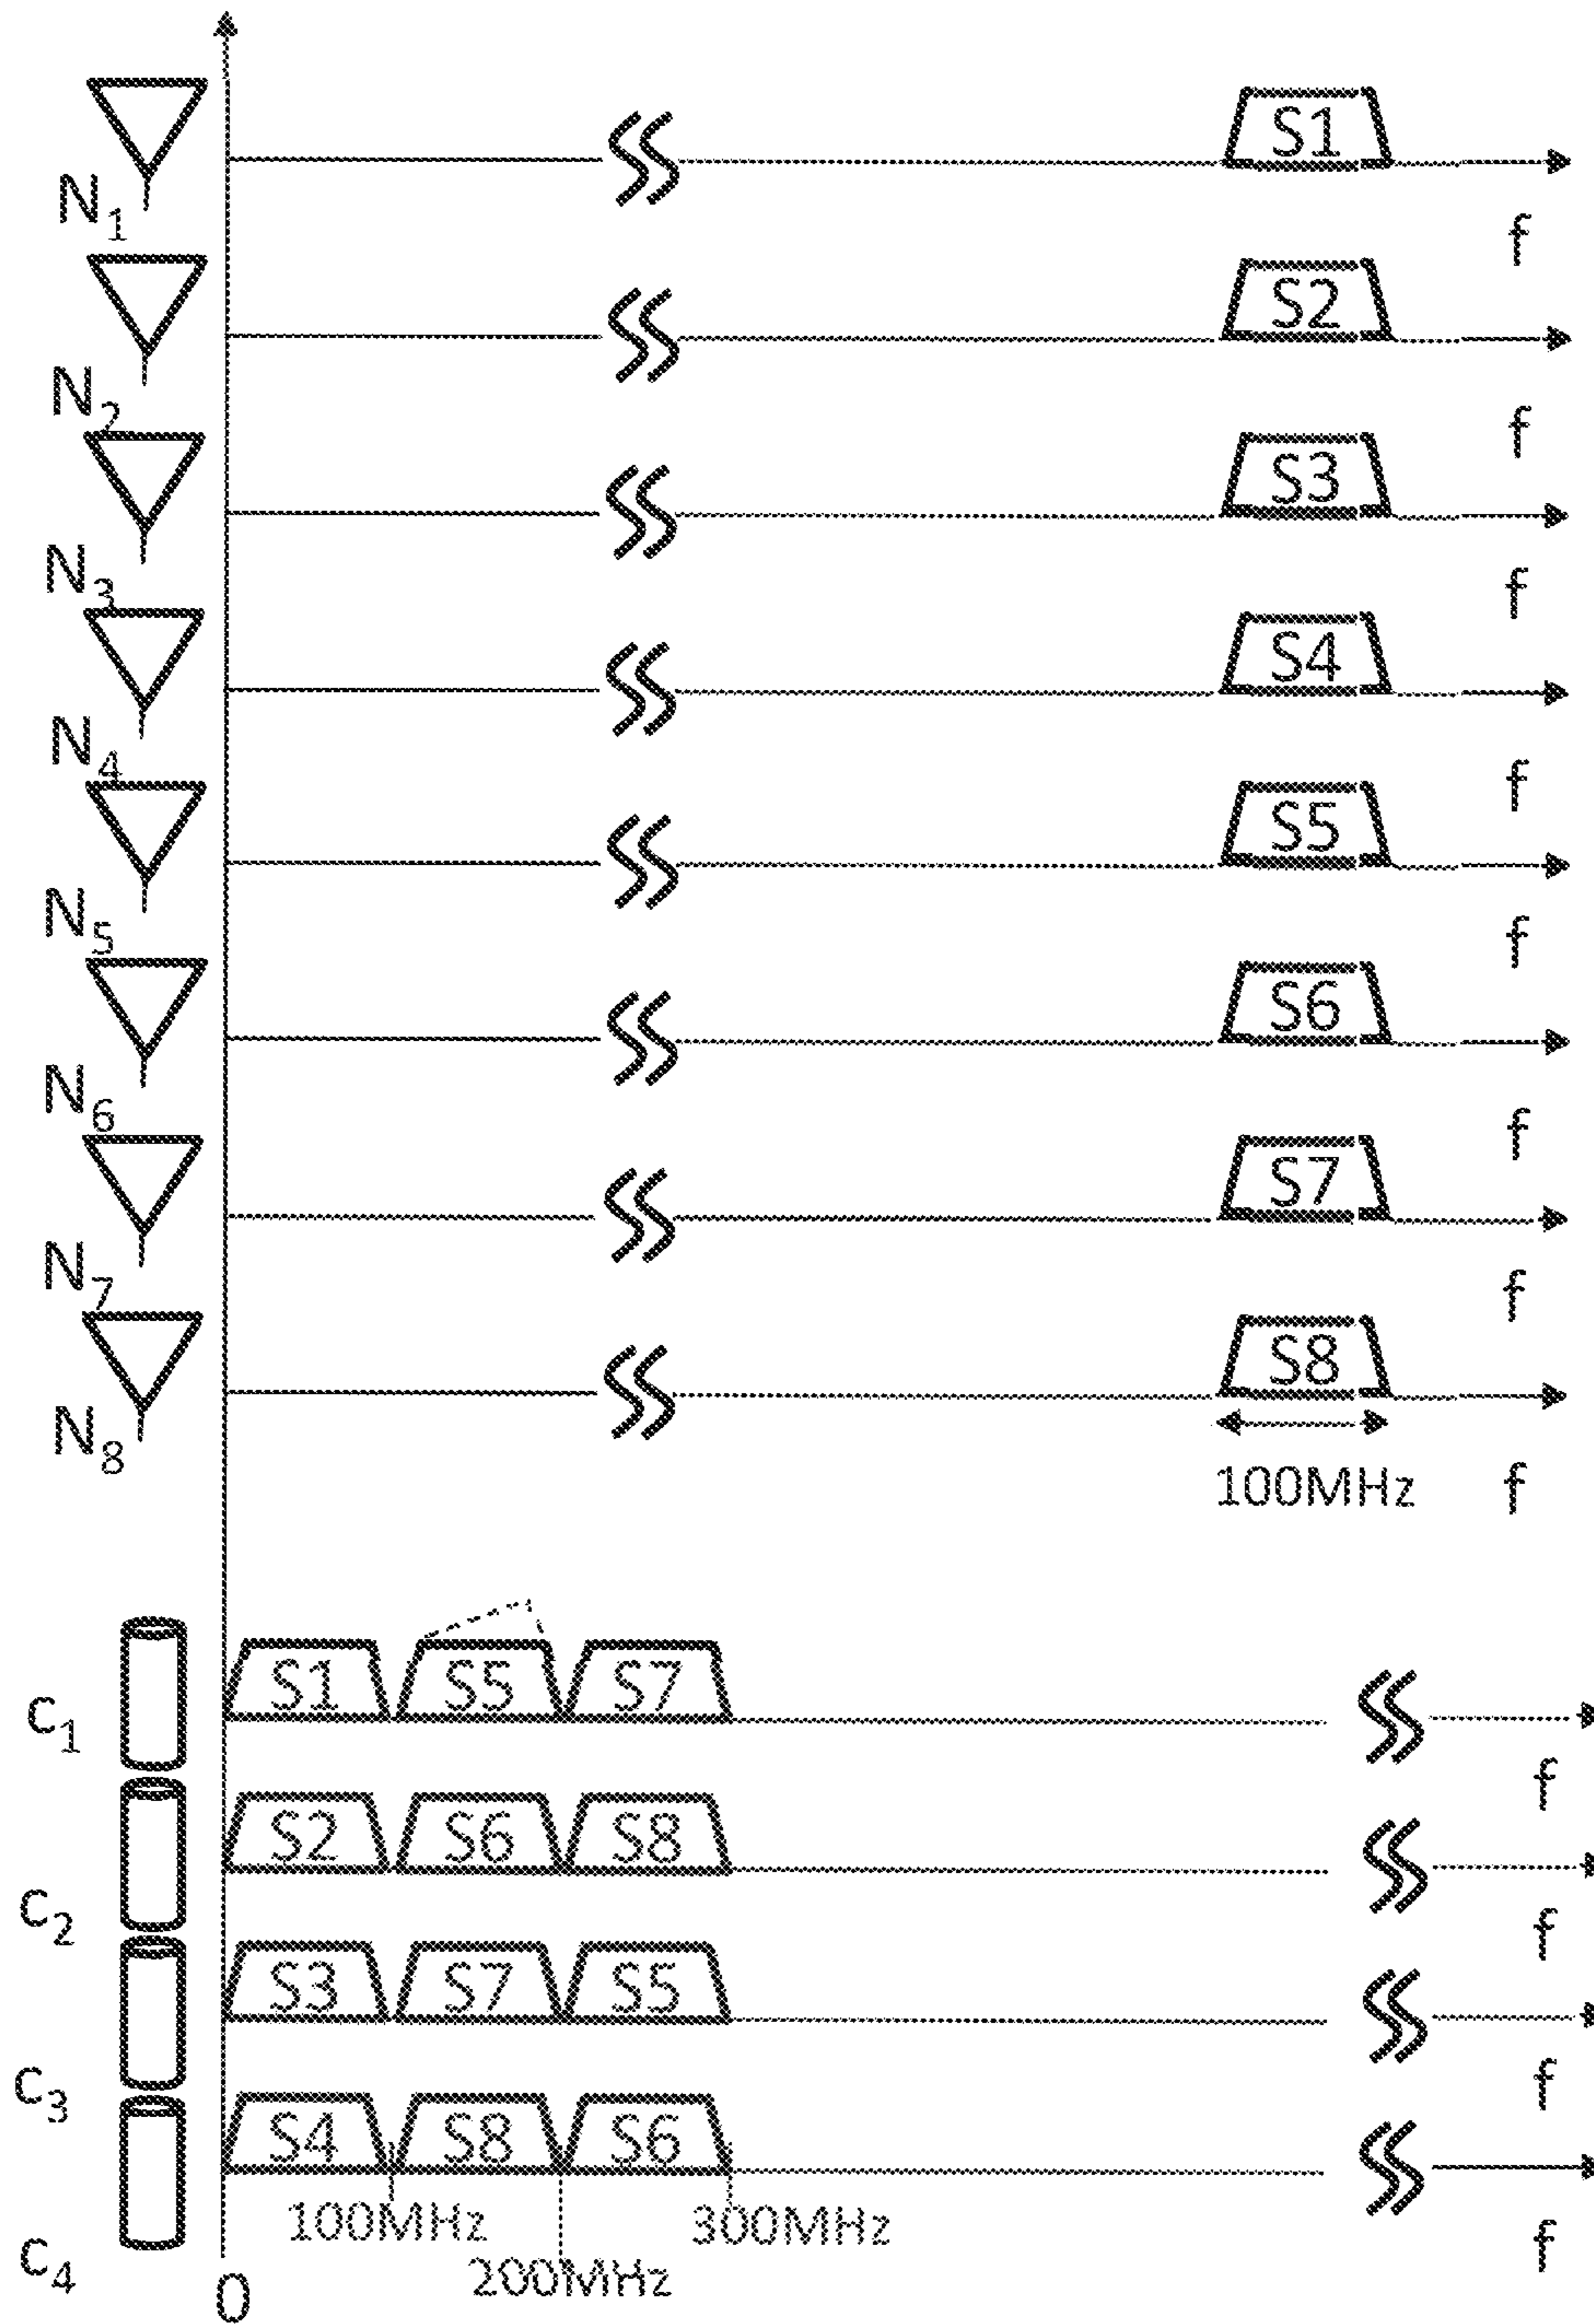 S1
N1
f
S2
N2
f
S3
N3
f
S4
N4
f
S5
N5
f
S6
N6
f
S7
N7
f
S8
N8
100MHz f
S1 S5 S7
C1
f
S2 S6 S8
C2
f
S3 S7 S5
C3
f
S4 S8 S6
100MHz 300MHz
C4 f
0 200MHz